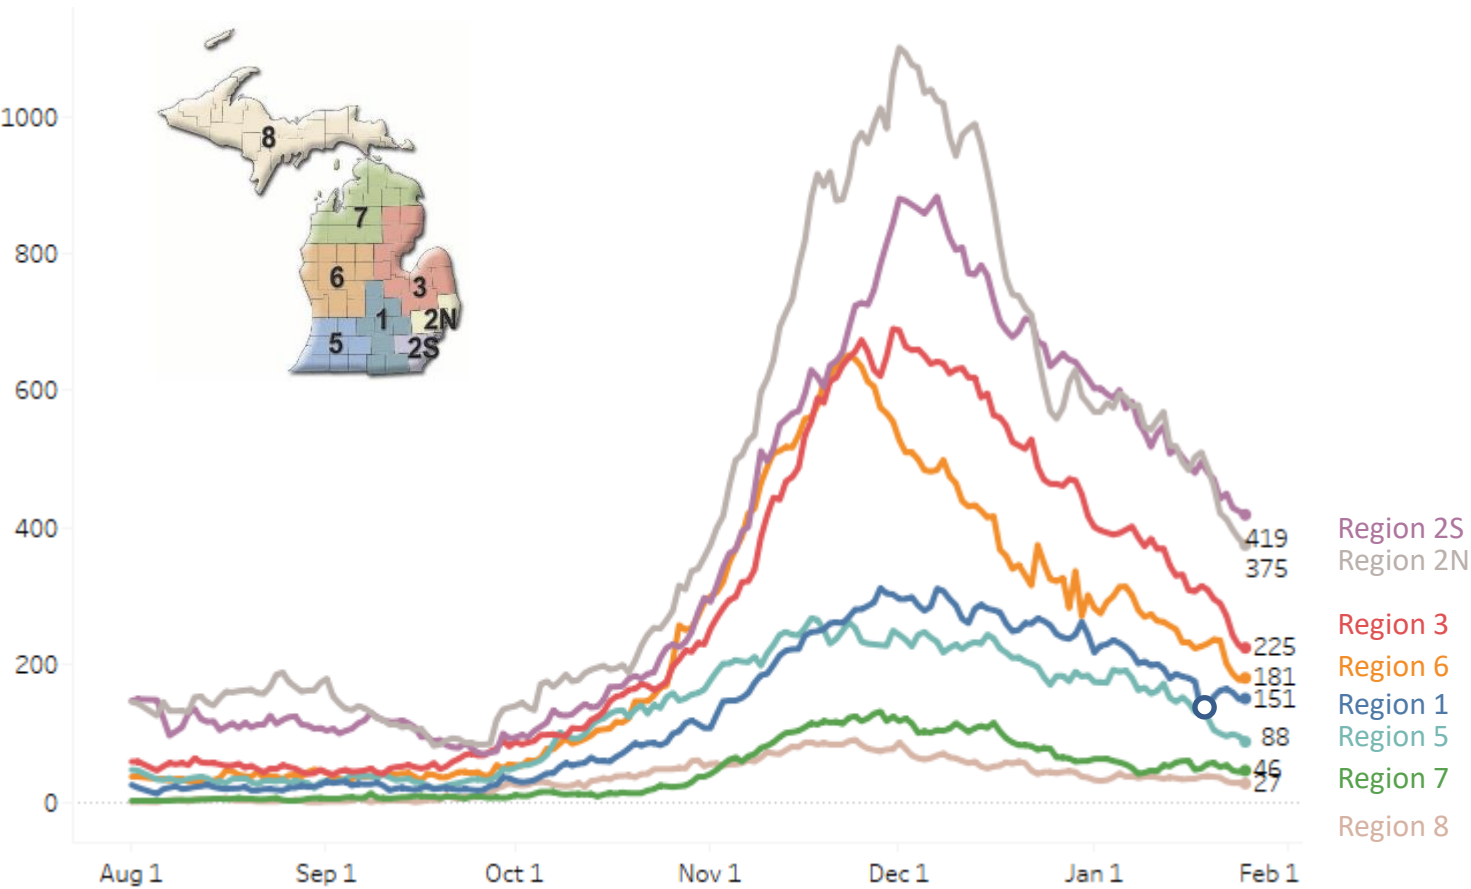 1000
800
600
400
200
0
8
7
6
3
1
2N
5
2S
419
375
225
181
151
88
46
27
Region 2S
Region 2N
Region 3
Region 6
Region 1
Region 5
Region 7
Region 8
Aug 1 Sep 1 Oct 1 Nov 1 Dec 1 Jan 1 Feb 1